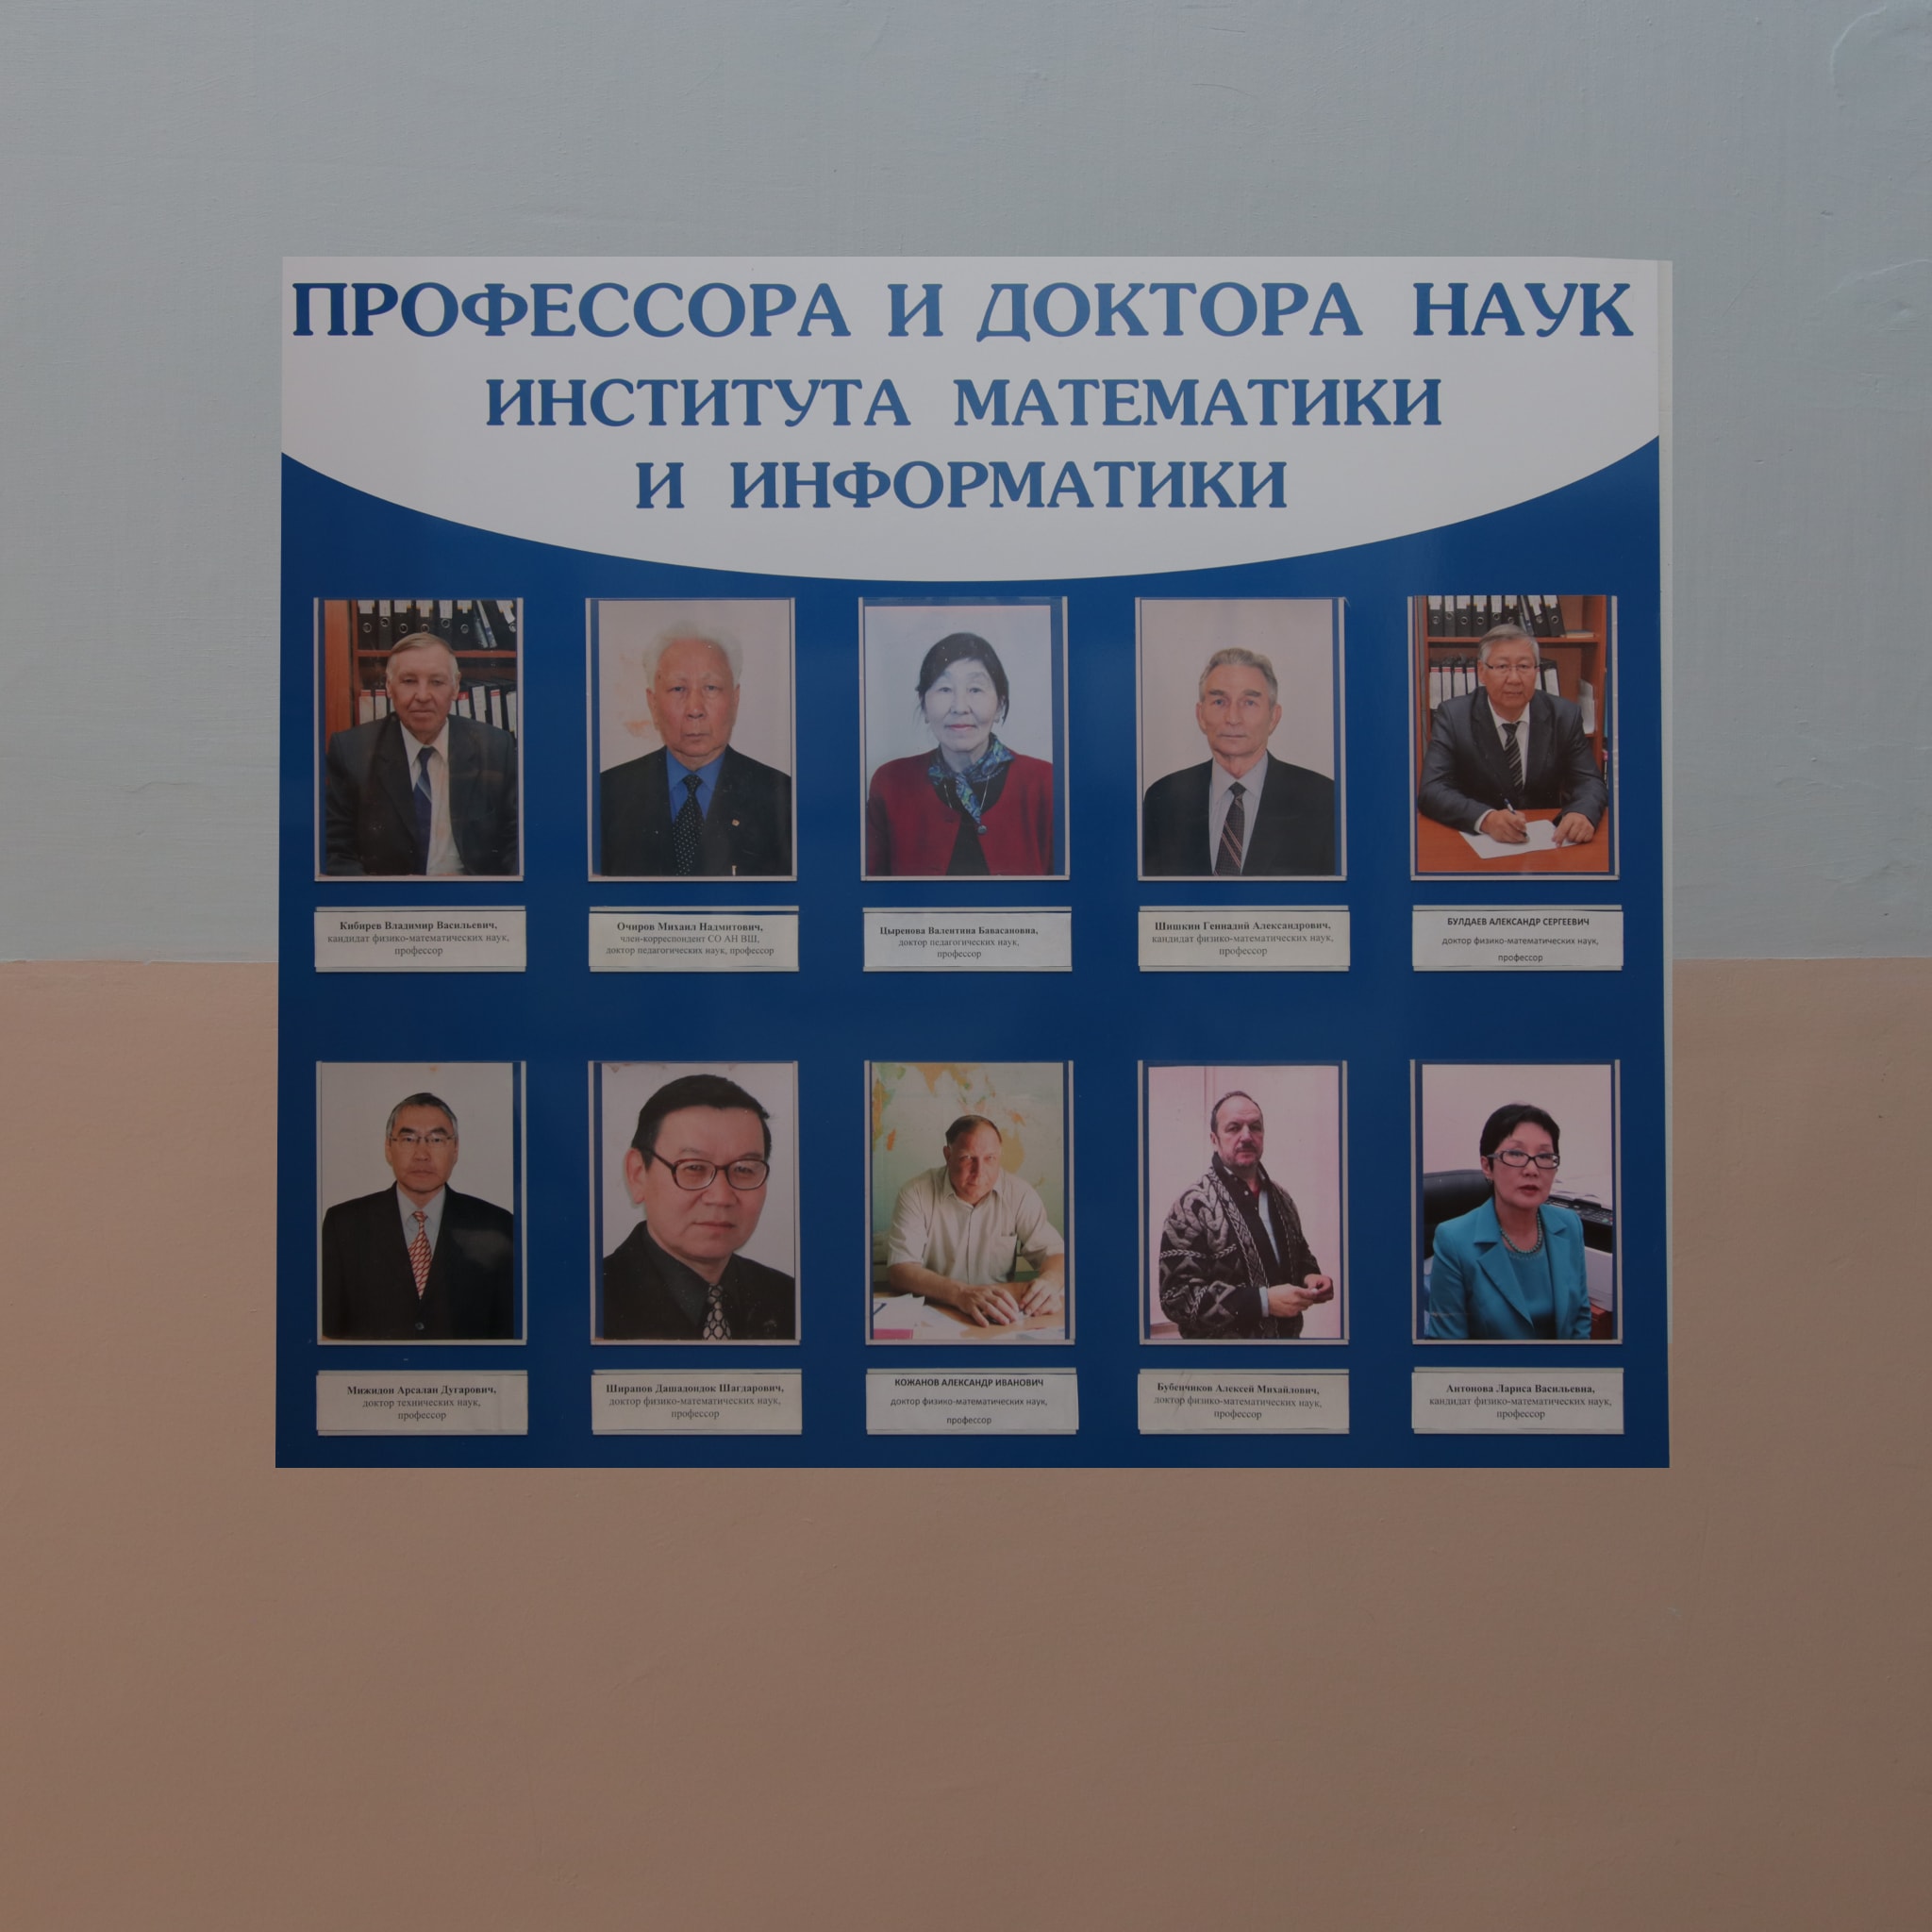 ПРОФЕССОРА И ДОКТОРА НАУК
ИНСТИТУТА МАТЕМАТИКИ
И ИНФОРМАТИКИ
Кибирев Владимир Васильевич,
кандидат физико-математических наук,
профессор
Очиров Михаил Надмитович,
член-корреспондент СО АН ВШ,
доктор педагогических наук, профессор
Цыренова Валентина Бавасановна,
доктор педагогических наук,
профессор
Шишкин Геннадий Александрович,
кандидат физико-математических наук,
профессор
БУЛДАЕВ АЛЕКСАНДР СЕРГЕЕВИЧ
доктор физико-математических наук,
профессор
Мижидон Арсалан Дугарович,
доктор технических наук,
профессор
Ширапов Дашадондок Шагдарович,
доктор физико-математических наук,
профессор
КОЖАНОВ АЛЕКСАНДР ИВАНОВИЧ
доктор физико-математических наук,
профессор
Бубенчиков Алексей Михайлович,
доктор физико-математических наук,
профессор
Антонова Лариса Васильевна,
кандидат физико-математических наук,
профессор